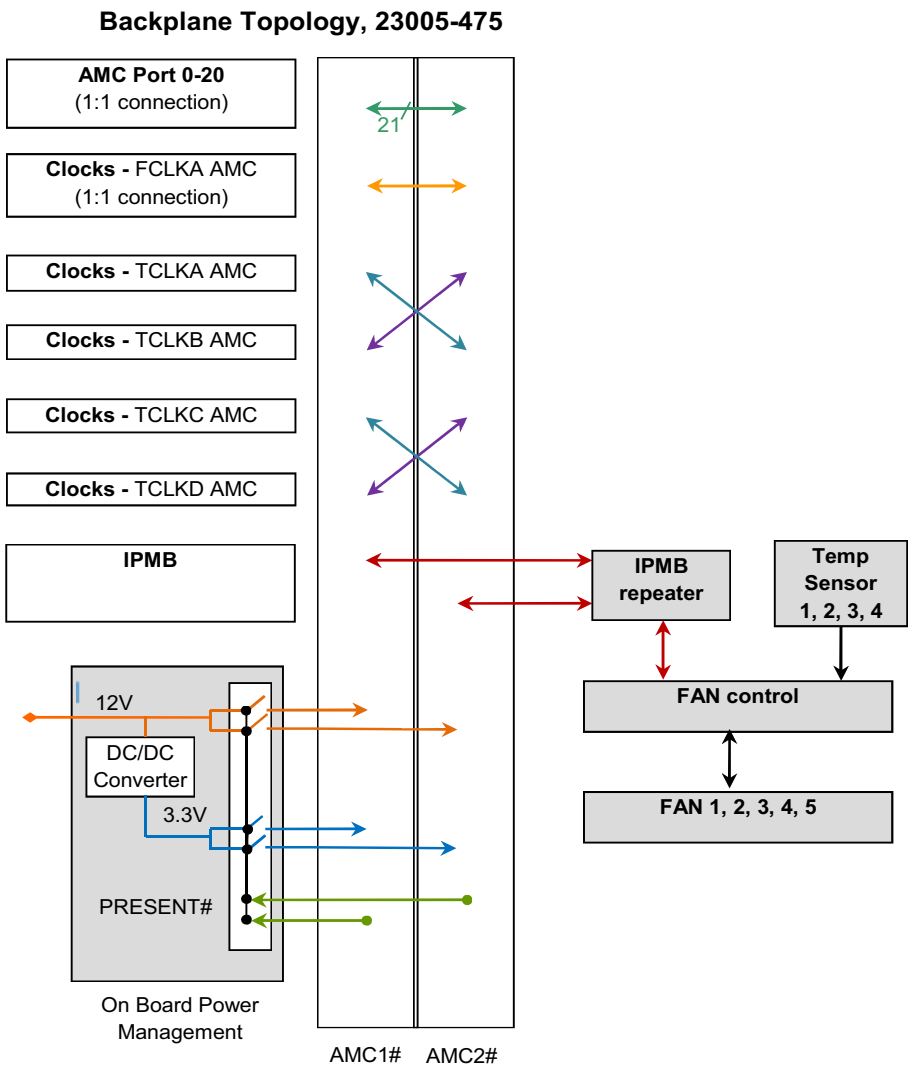 Backplane Topology, 23005-475
AMC Port 0-20
(1:1 connection)
21
Clocks - FCLKA AMC
(1:1 connection)
Clocks - TCLKA AMC
Clocks - TCLKB AMC
Clocks - TCLKC AMC
Clocks - TCLKD AMC
IPMB
IPMB
repeater
Temp
Sensor
1, 2, 3, 4
FAN control
FAN 1, 2, 3, 4, 5
12V
DC/DC
Converter
3.3V
PRESENT#
On Board Power
Management
AMC1#
AMC2#